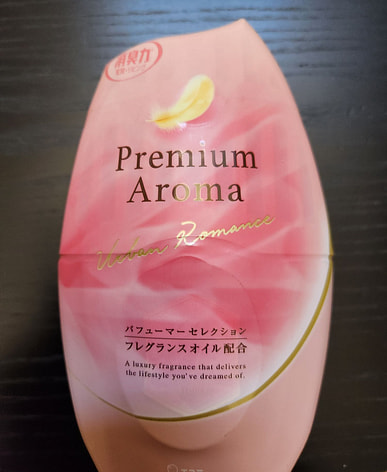 消臭力
Premium
Aroma
Urban Romance
パフューマーセレクション
フレグランスオイル配合
A luxury fragrance that delivers
the lifestyle you've dreamed of.